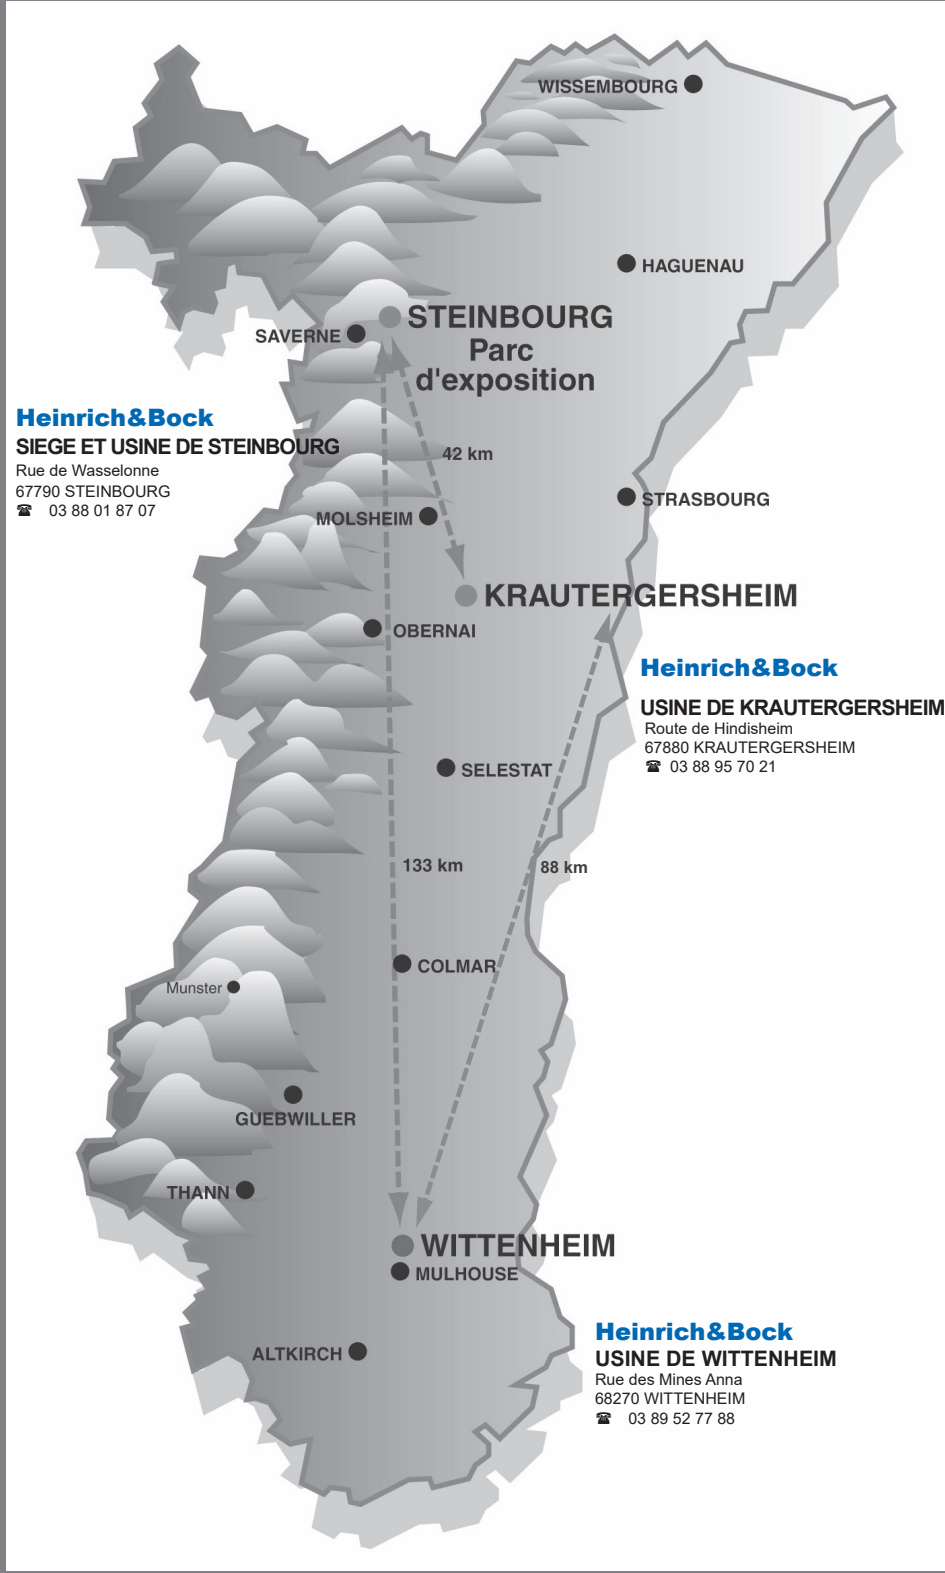 WISSEMBOURG
HAGUENAU
STEINBOURG
Parc
d'exposition
SAVERNE
Heinrich&Bock
SIEGE ET USINE DE STEINBOURG
Rue de Wasselonne
67790 STEINBOURG
☎ 03 88 01 87 07
42 km
STRASBOURG
MOLSHEIM
KRAUTERGERSHEIM
OBERNAI
Heinrich&Bock
USINE DE KRAUTERGERSHEIM
Route de Hindisheim
67880 KRAUTERGERSHEIM
☎ 03 88 95 70 21
SELESTAT
133 km
88 km
COLMAR
Munster
GUEBWILLER
THANN
WITTENHEIM
MULHOUSE
ALTKIRCH
Heinrich&Bock
USINE DE WITTENHEIM
Rue des Mines Anna
68270 WITTENHEIM
☎ 03 89 52 77 88